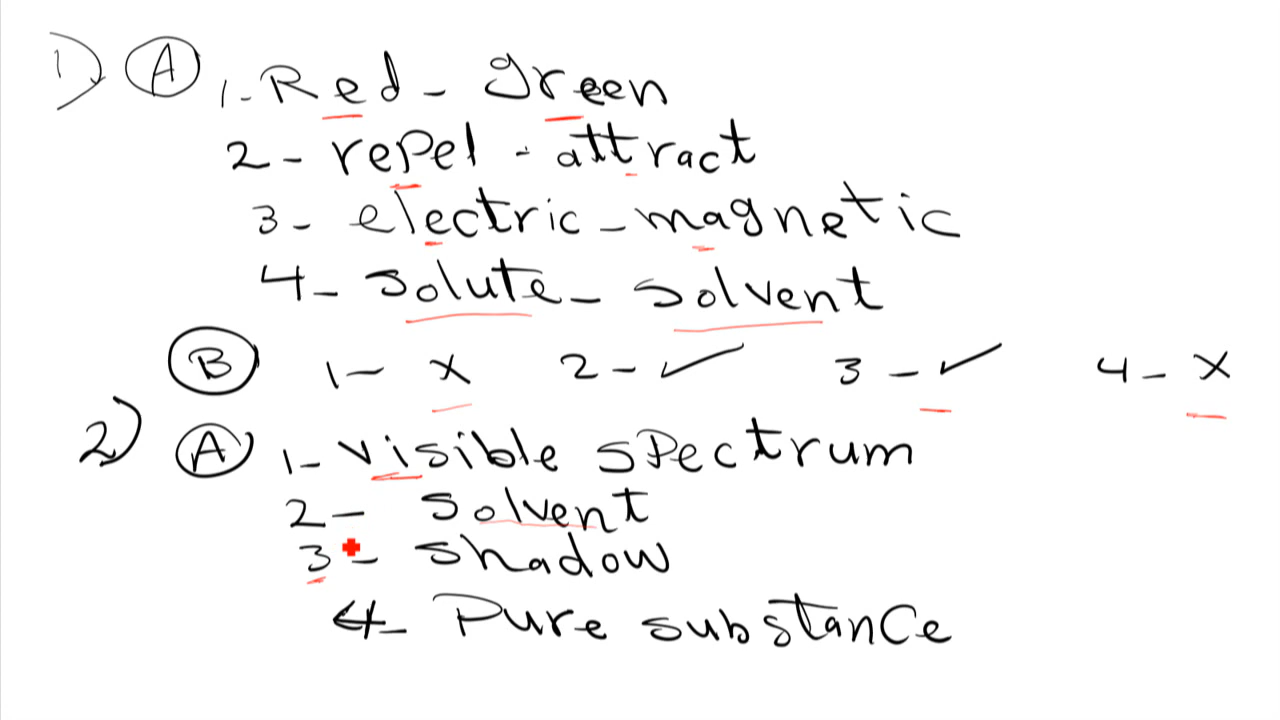 1) A 1- Red - green
2 - repel - attract
3 - electric - magnetic
4 - solute - solvent
B 1- x 2 - ✓ 3 - ✓ 4 - x
2) A 1- visible spectrum
2 - solvent
3 - shadow
4 - Pure substance